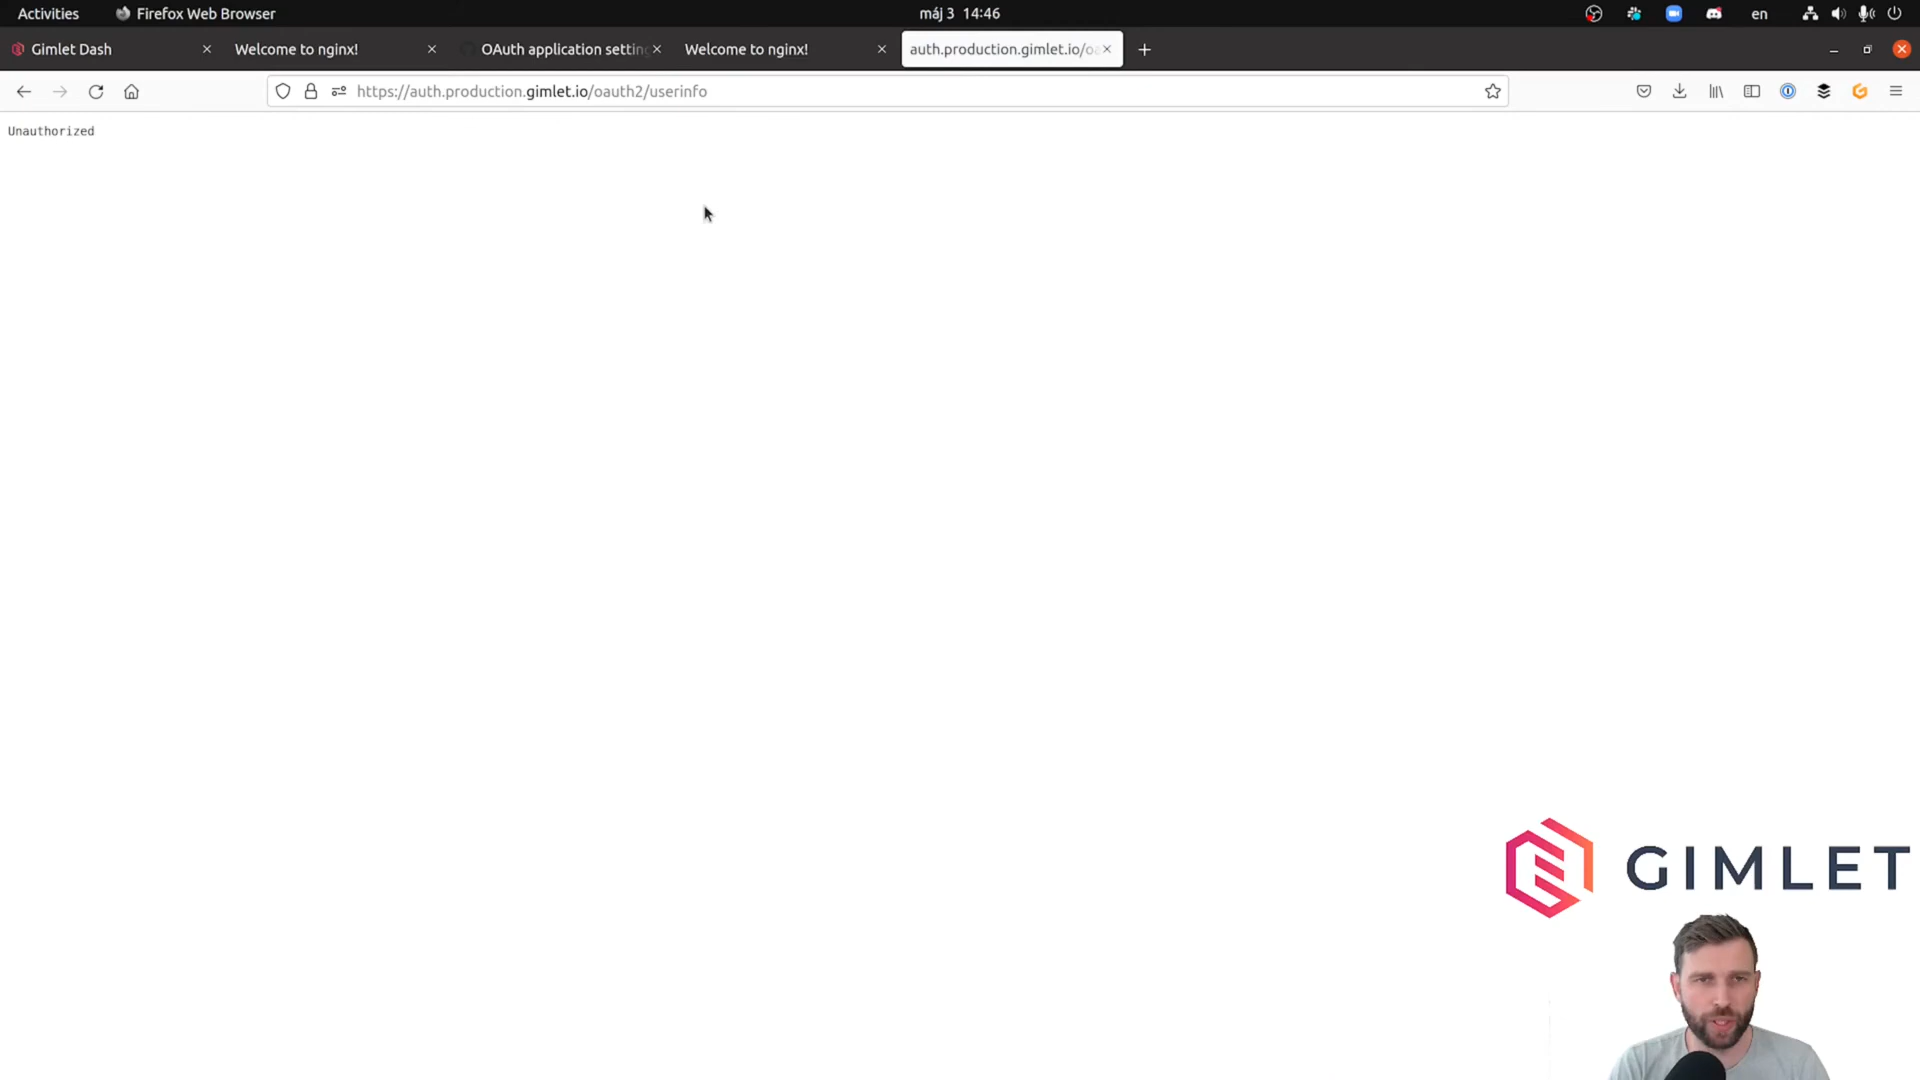 Activities
Firefox Web Browser
máj 3 14:46
en
Gimlet Dash
Welcome to nginx!
OAuth application settin
Welcome to nginx!
auth.production.gimlet.io/oa
https://auth.production.gimlet.io/oauth2/userinfo
Unauthorized
GIMLET